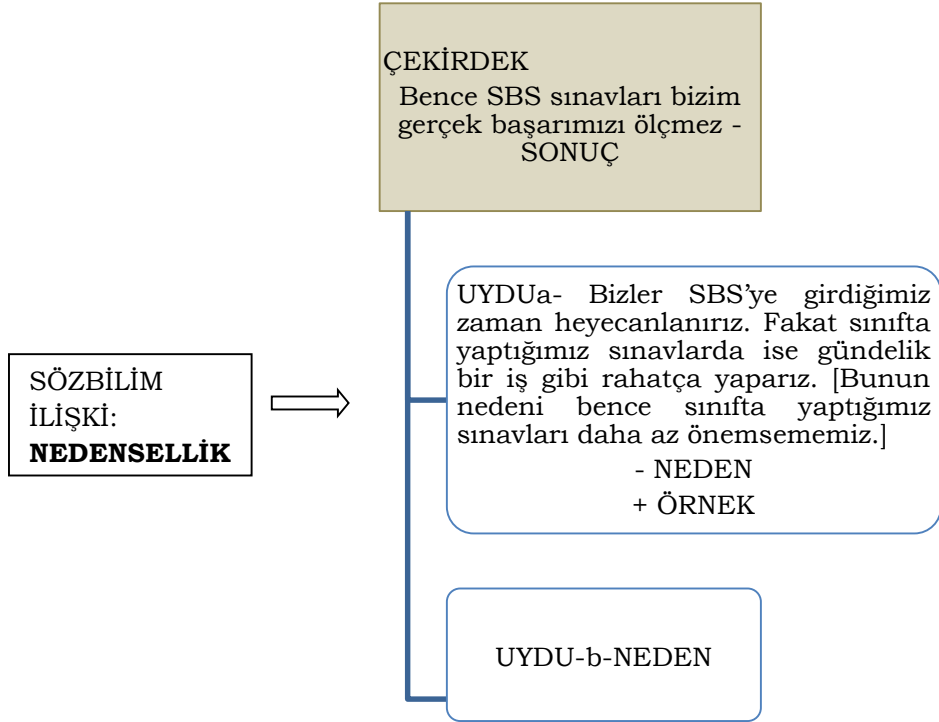 ÇEKİRDEK
Bence SBS sınavları bizim
gerçek başarımızı ölçmez -
SONUÇ
UYDUa- Bizler SBS’ye girdiğimiz
zaman heyecanlanırız. Fakat sınıfta
yaptığımız sınavlarda ise gündelik
bir iş gibi rahatça yaparız. [Bunun
nedeni bence sınıfta yaptığımız
sınavları daha az önemsememiz.]
- NEDEN
+ ÖRNEK
SÖZBİLİM
İLİŞKİ:
NEDENSELLİK
UYDU-b-NEDEN